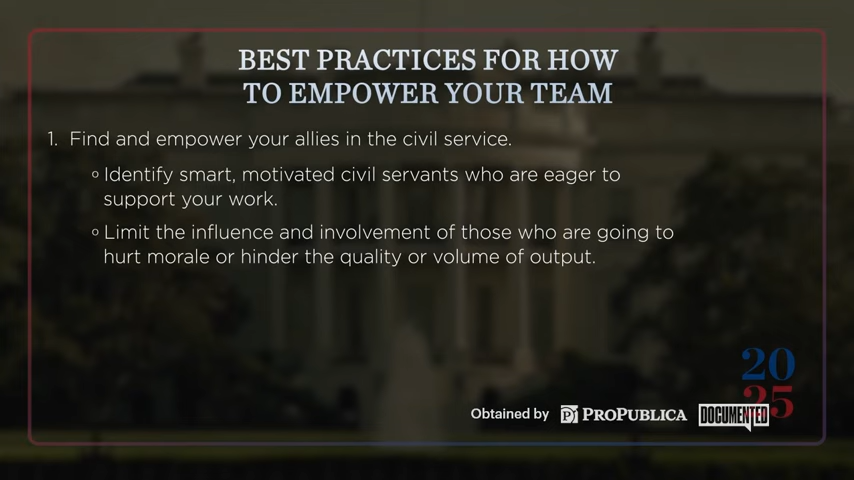 BEST PRACTICES FOR HOW
TO EMPOWER YOUR TEAM
1. Find and empower your allies in the civil service.
o Identify smart, motivated civil servants who are eager to
support your work.
o Limit the influence and involvement of those who are going to
hurt morale or hinder the quality or volume of output.
20
25
Obtained by PROPUBLICA DOCUMENTED